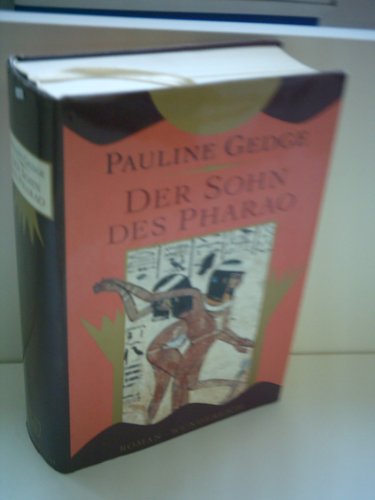 PAULINE GEDGE
DER SOHN
DES PHARAO
ROMAN